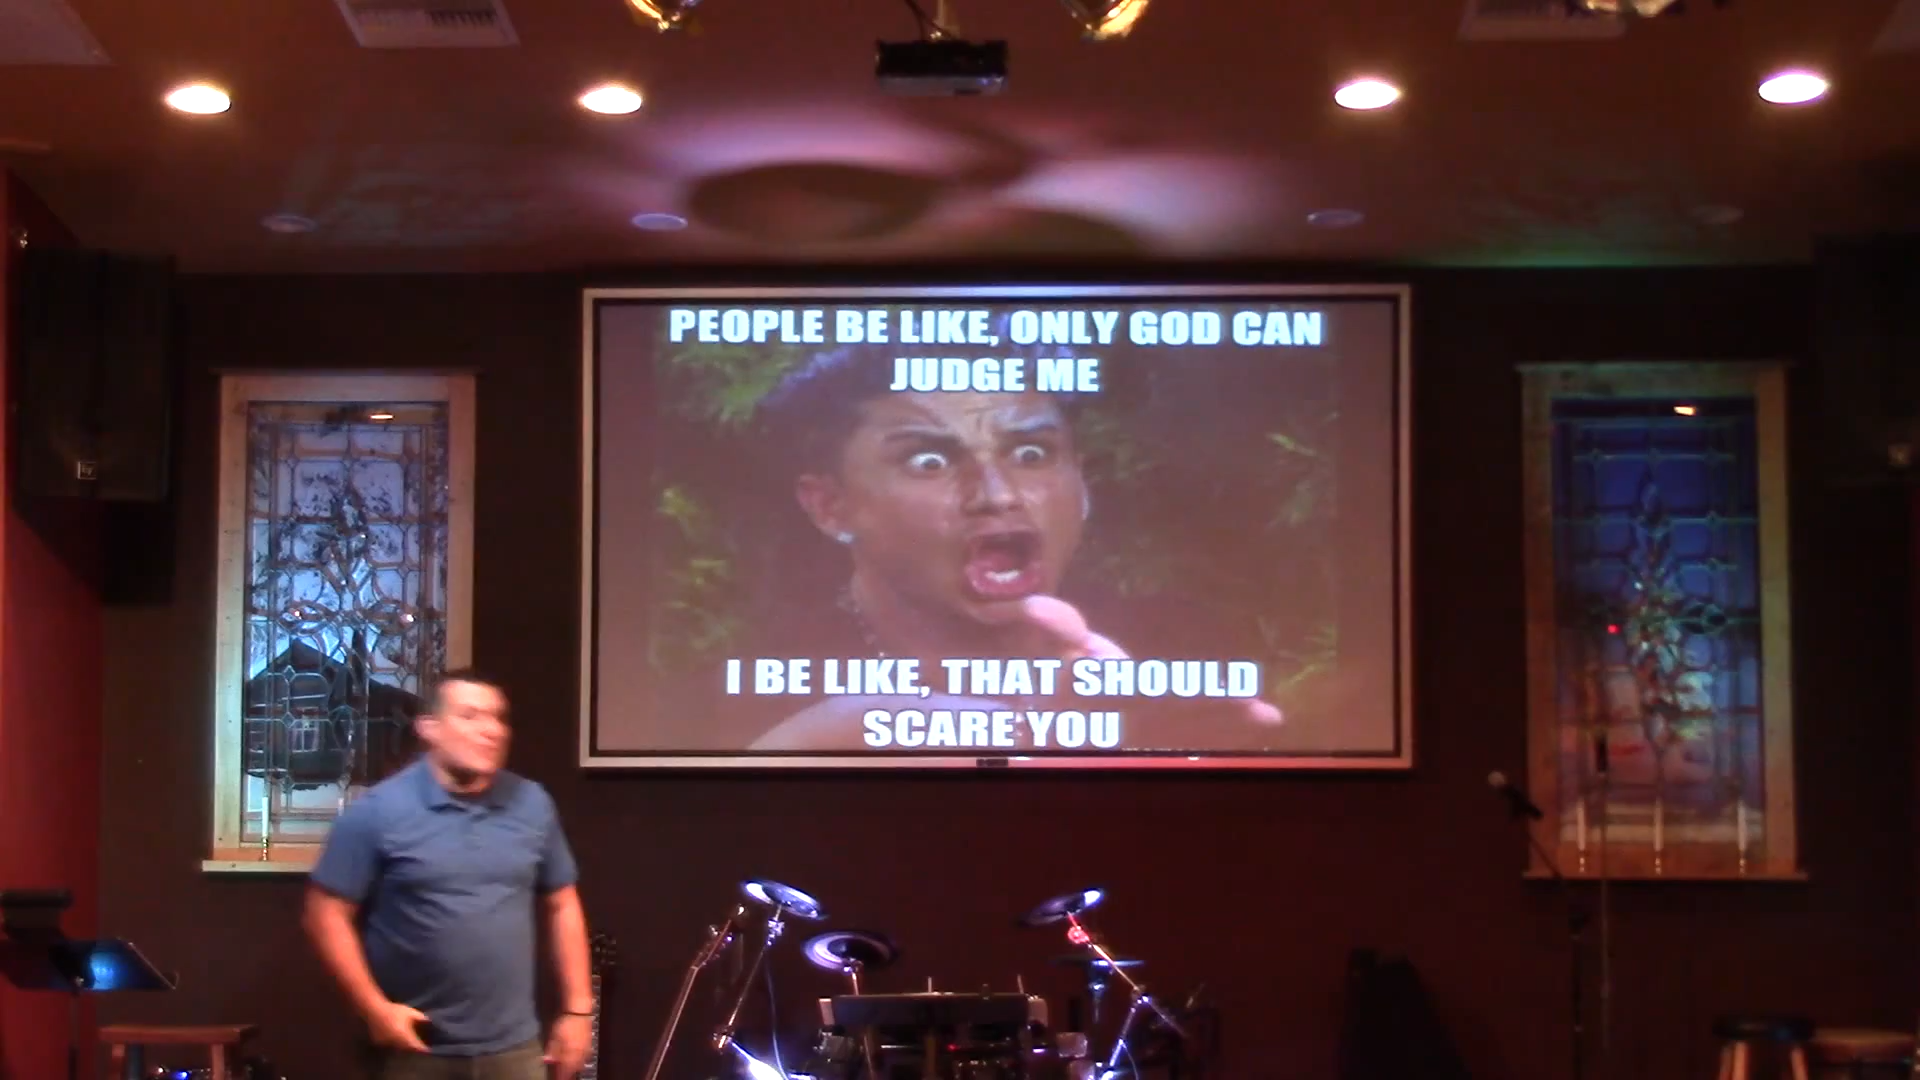 PEOPLE BE LIKE, ONLY GOD CAN
JUDGE ME
I BE LIKE, THAT SHOULD
SCARE YOU